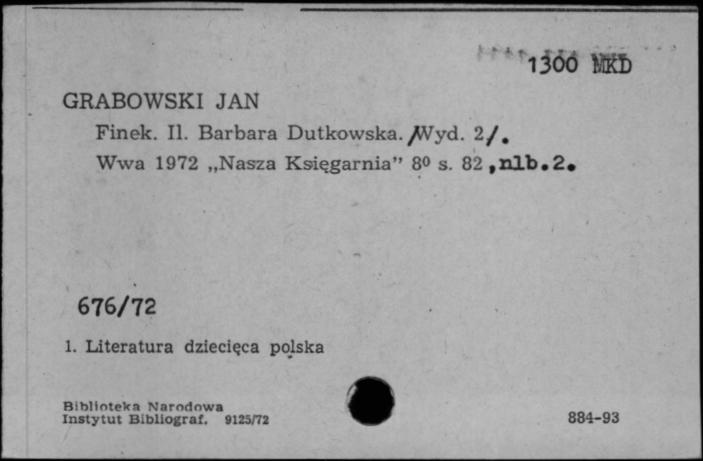 1300 MKD
GRABOWSKI JAN
Finek. Il. Barbara Dutkowska. /Wyd. 2/.
Wwa 1972 „Nasza Księgarnia” 8⁰ s. 82, nlb.2.
676/72
1. Literatura dziecięca polska
Biblioteka Narodowa
Instytut Bibliograf. 9125/72
884-93